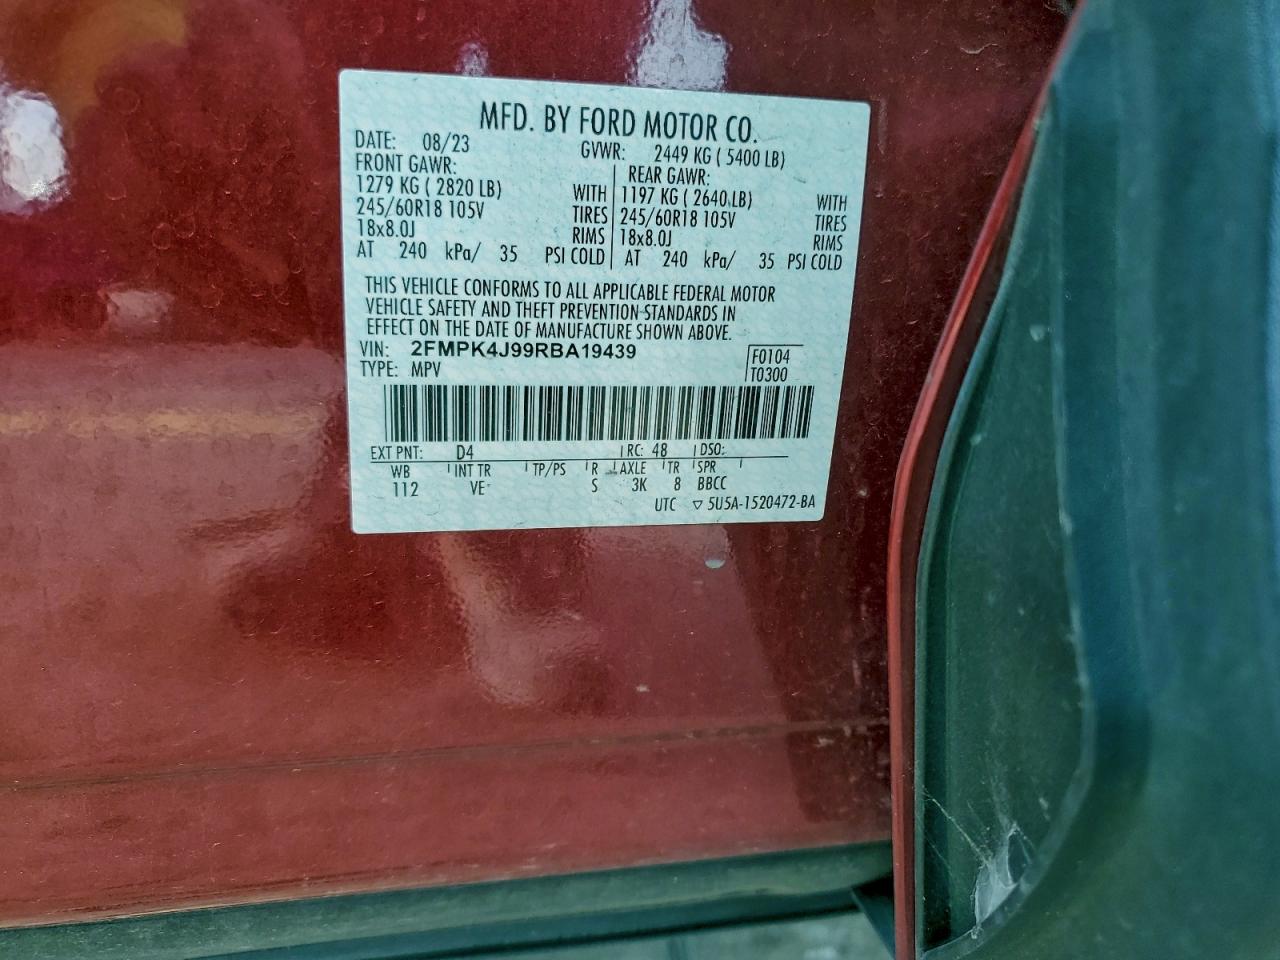 MFD. BY FORD MOTOR CO.
DATE: 08/23 GVWR: 2449 KG ( 5400 LB)
FRONT GAWR: REAR GAWR:
1279 KG ( 2820 LB) WITH 1197 KG ( 2640 LB) WITH
245/60R18 105V TIRES 245/60R18 105V TIRES
18x8.0J RIMS 18x8.0J RIMS
AT 240 kPa/ 35 PSI COLD AT 240 kPa/ 35 PSI COLD
THIS VEHICLE CONFORMS TO ALL APPLICABLE FEDERAL MOTOR
VEHICLE SAFETY AND THEFT PREVENTION STANDARDS IN
EFFECT ON THE DATE OF MANUFACTURE SHOWN ABOVE.
VIN: 2FMPK4J99RBA19439 F0104
TYPE: MPV T0300
EXT PNT: D4 RC: 48 DSO:
WB INT TR TP/PS R AXLE TR SPR
112 VE S 3K 8 BBCC
UTC ▽ 5U5A-1520472-BA